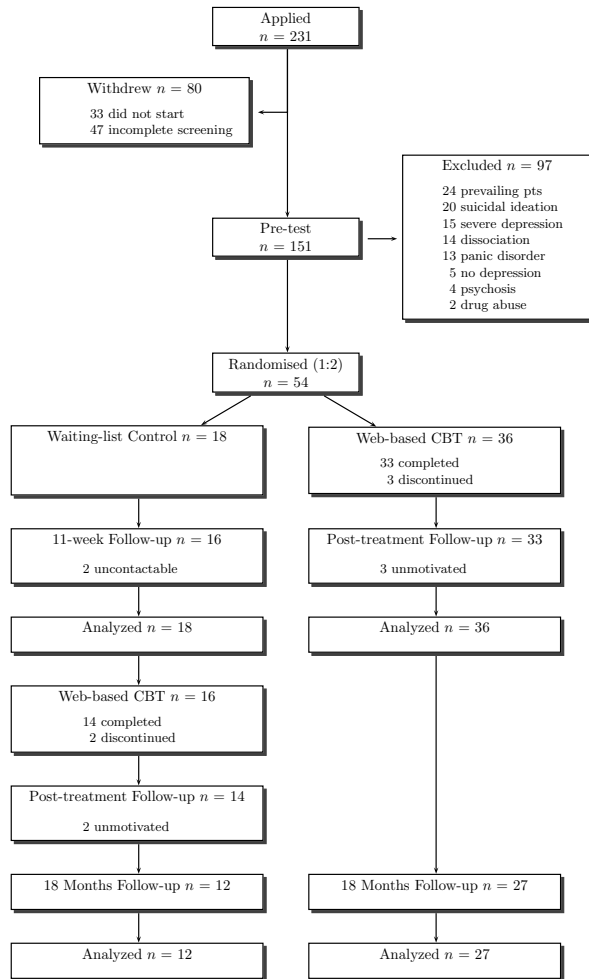 Applied
n = 231
Withdrew n = 80
33 did not start
47 incomplete screening
Excluded n = 97
24 prevailing pts
20 suicidal ideation
15 severe depression
14 dissociation
13 panic disorder
5 no depression
4 psychosis
2 drug abuse
Pre-test
n = 151
Randomised (1:2)
n = 54
Waiting-list Control n = 18
Web-based CBT n = 36
33 completed
3 discontinued
11-week Follow-up n = 16
2 uncontactable
Post-treatment Follow-up n = 33
3 unmotivated
Analyzed n = 18
Analyzed n = 36
Web-based CBT n = 16
14 completed
2 discontinued
Post-treatment Follow-up n = 14
2 unmotivated
18 Months Follow-up n = 12
18 Months Follow-up n = 27
Analyzed n = 12
Analyzed n = 27